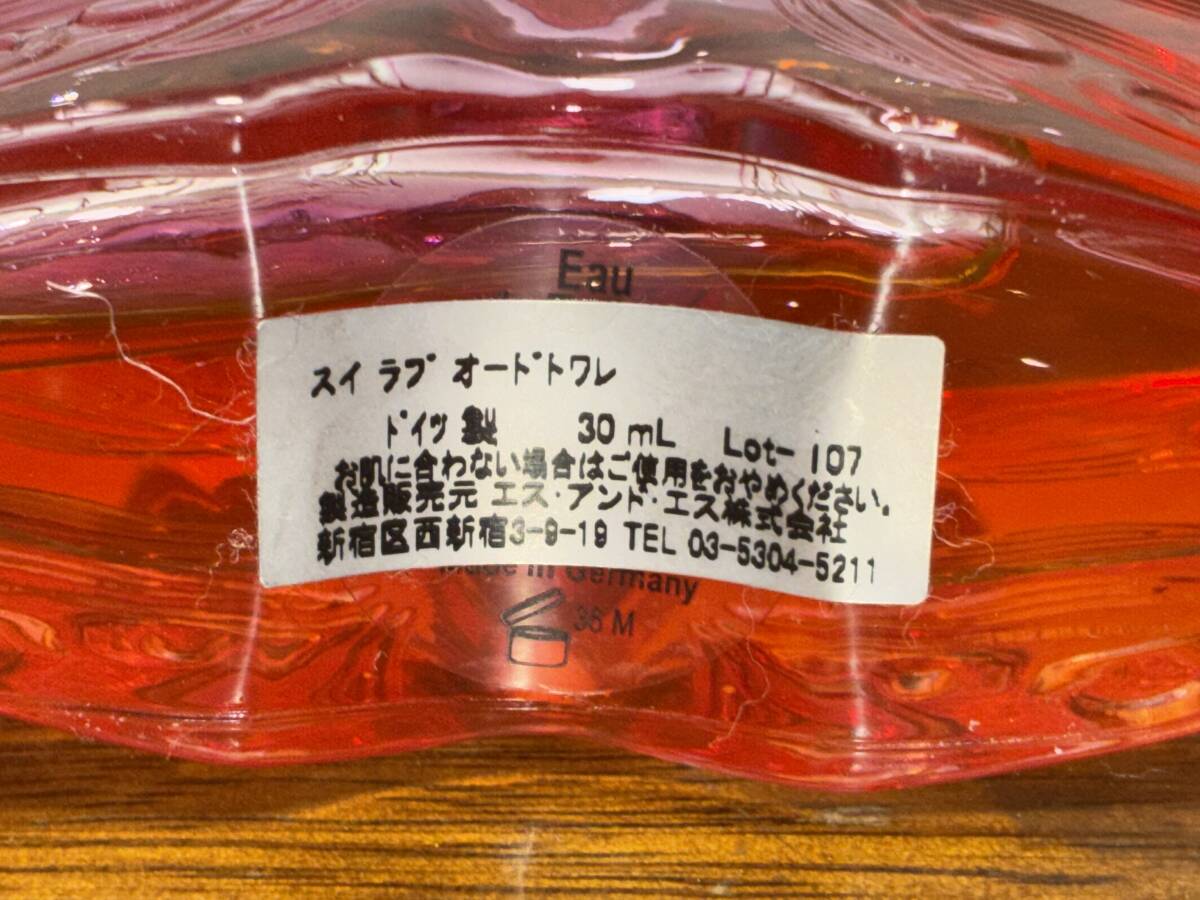 Eau
スイ ラブ オードトワレ
ドイツ 製 30 mL Lot- 107
お肌に合わない場合はご使用をおやめください。
製造販売元 エス・アンド・エス株式会社
新宿区西新宿3-9-19 TEL 03-5304-5211
Made in Germany
36 M